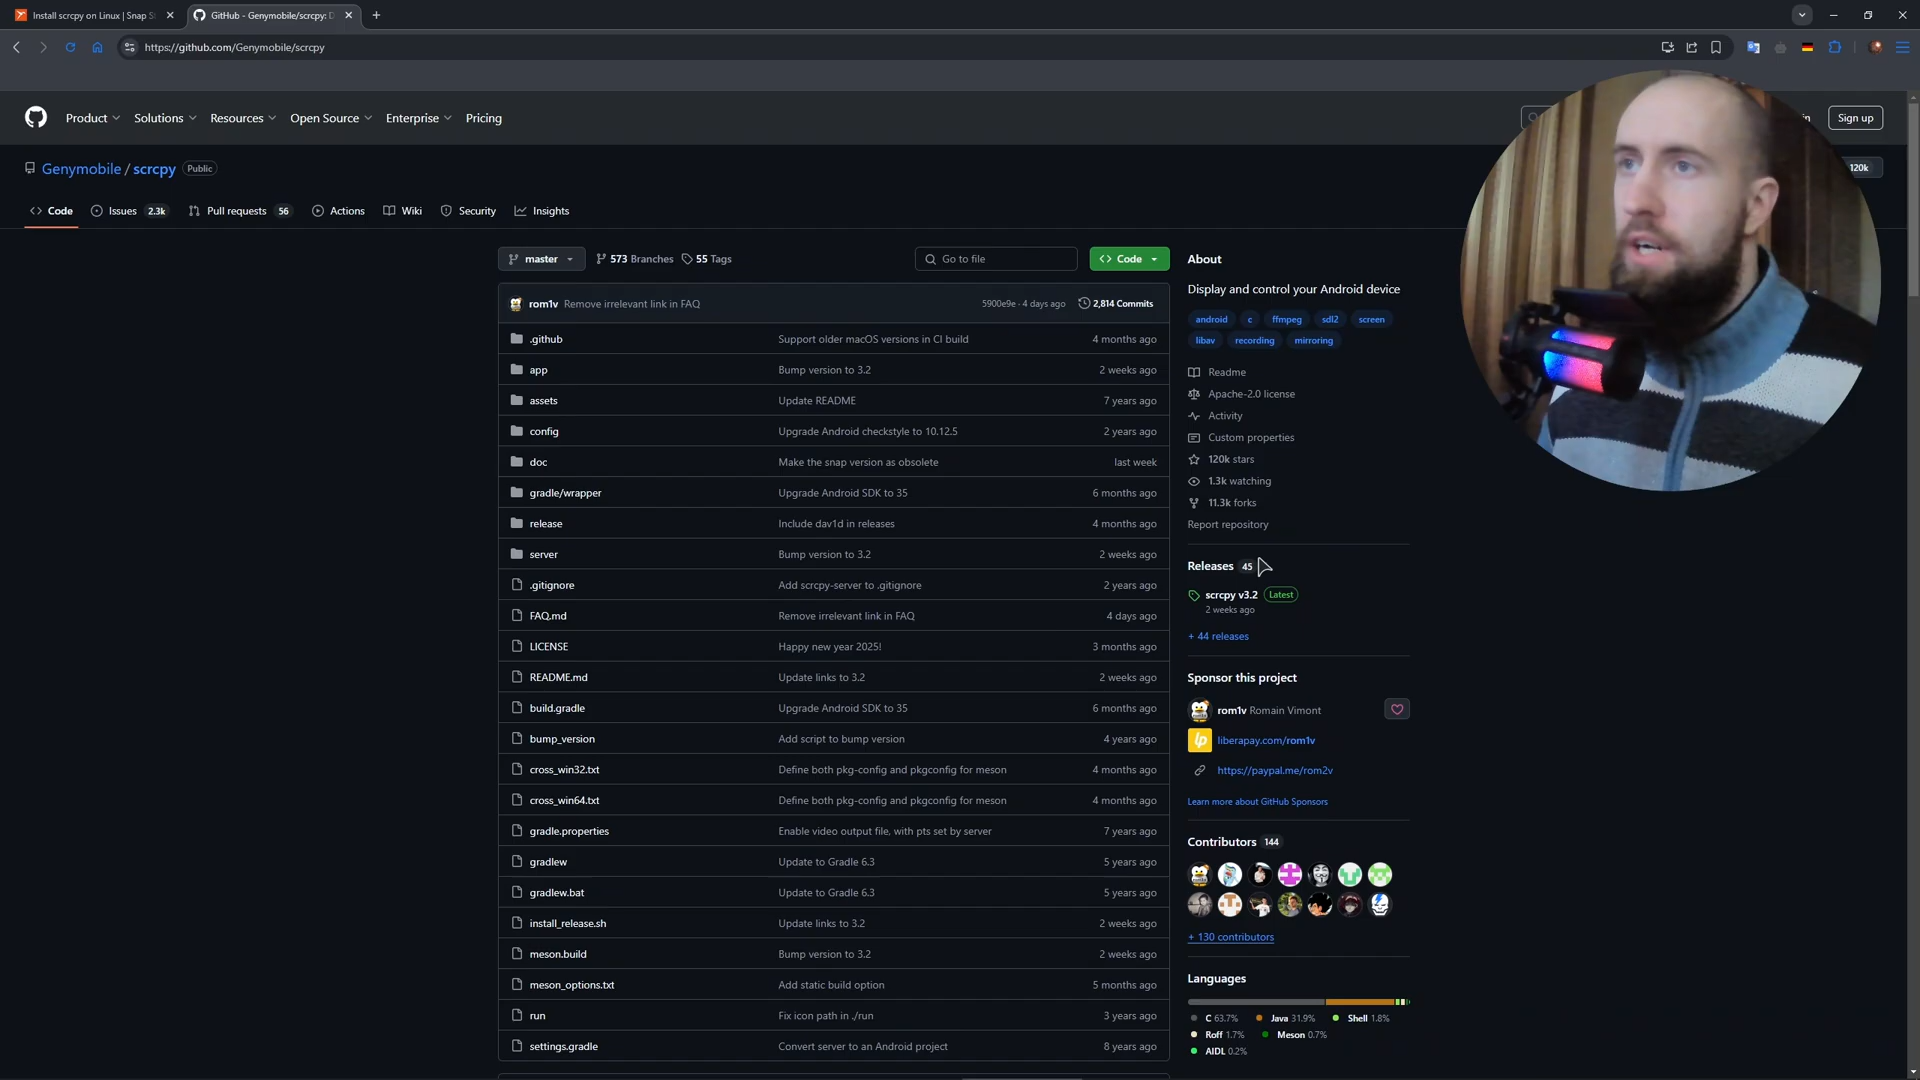 Install scrcpy on Linux | Snap S
GitHub - Genymobile/scrcpy: D
https://github.com/Genymobile/scrcpy
Product
Solutions
Resources
Open Source
Enterprise
Pricing
Sign up
Genymobile / scrcpy Public
120k
Code
Issues 2.3k
Pull requests 56
Actions
Wiki
Security
Insights
master
573 Branches
55 Tags
Go to file
Code
rom1v Remove irrelevant link in FAQ 5900e9e · 4 days ago 2,814 Commits
.github Support older macOS versions in CI build 4 months ago
app Bump version to 3.2 2 weeks ago
assets Update README 7 years ago
config Upgrade Android checkstyle to 10.12.5 2 years ago
doc Make the snap version as obsolete last week
gradle/wrapper Upgrade Android SDK to 35 6 months ago
release Include dav1d in releases 4 months ago
server Bump version to 3.2 2 weeks ago
.gitignore Add scrcpy-server to .gitignore 2 years ago
FAQ.md Remove irrelevant link in FAQ 4 days ago
LICENSE Happy new year 2025! 3 months ago
README.md Update links to 3.2 2 weeks ago
build.gradle Upgrade Android SDK to 35 6 months ago
bump_version Add script to bump version 4 years ago
cross_win32.txt Define both pkg-config and pkgconfig for meson 4 months ago
cross_win64.txt Define both pkg-config and pkgconfig for meson 4 months ago
gradle.properties Enable video output file, with pts set by server 7 years ago
gradlew Update to Gradle 6.3 5 years ago
gradlew.bat Update to Gradle 6.3 5 years ago
install_release.sh Update links to 3.2 2 weeks ago
meson.build Bump version to 3.2 2 weeks ago
meson_options.txt Add static build option 5 months ago
run Fix icon path in ./run 3 years ago
settings.gradle Convert server to an Android project 8 years ago
About
Display and control your Android device
android c ffmpeg sdl2 screen
libav recording mirroring
Readme
Apache-2.0 license
Activity
Custom properties
120k stars
1.3k watching
11.3k forks
Report repository
Releases 45
scrcpy v3.2 Latest
2 weeks ago
+ 44 releases
Sponsor this project
rom1v Romain Vimont
liberapay.com/rom1v
https://paypal.me/rom2v
Learn more about GitHub Sponsors
Contributors 144
+ 130 contributors
Languages
C 63.7% Java 31.9% Shell 1.8%
Roff 1.7% Meson 0.7%
AIDL 0.2%